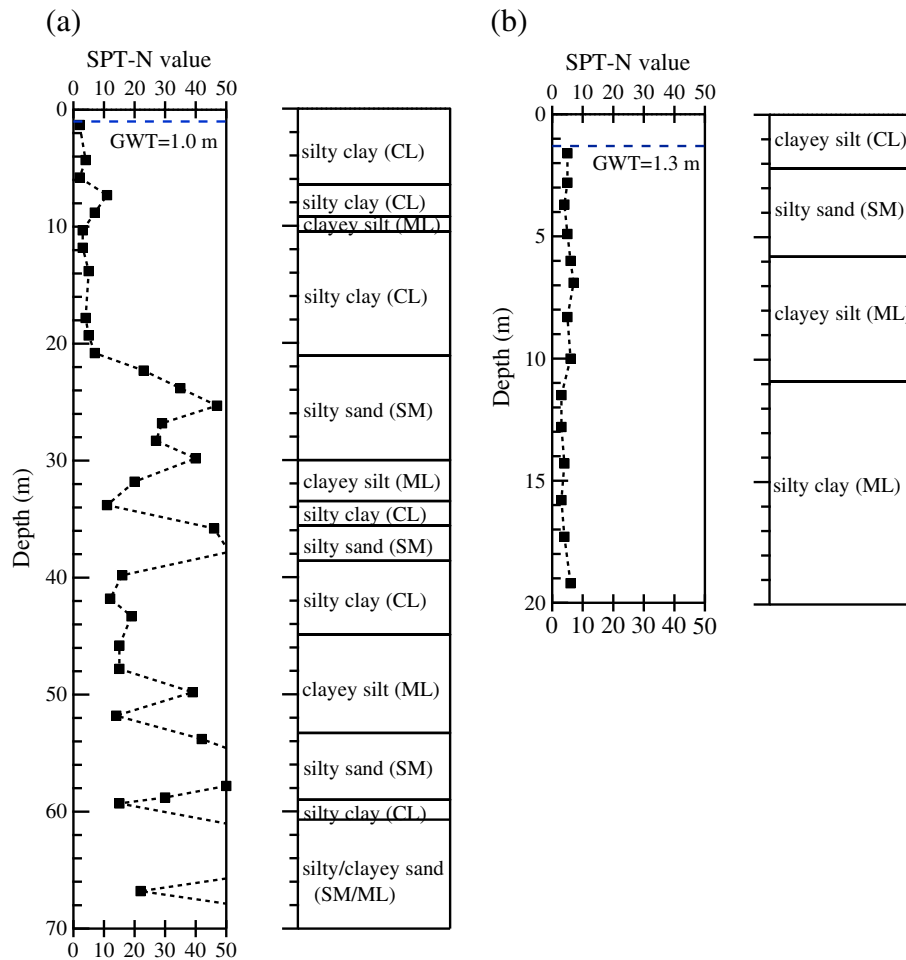 (a)
SPT-N value
0 10 20 30 40 50
0
GWT=1.0 m
10
20
30
40
50
60
70
Depth (m)
0 10 20 30 40 50
silty clay (CL)
silty clay (CL)
clayey silt (ML)
silty clay (CL)
silty sand (SM)
clayey silt (ML)
silty clay (CL)
silty sand (SM)
silty clay (CL)
clayey silt (ML)
silty sand (SM)
silty clay (CL)
silty/clayey sand
(SM/ML)
(b)
SPT-N value
0 10 20 30 40 50
0
GWT=1.3 m
5
10
15
20
Depth (m)
0 10 20 30 40 50
clayey silt (CL)
silty sand (SM)
clayey silt (ML)
silty clay (ML)